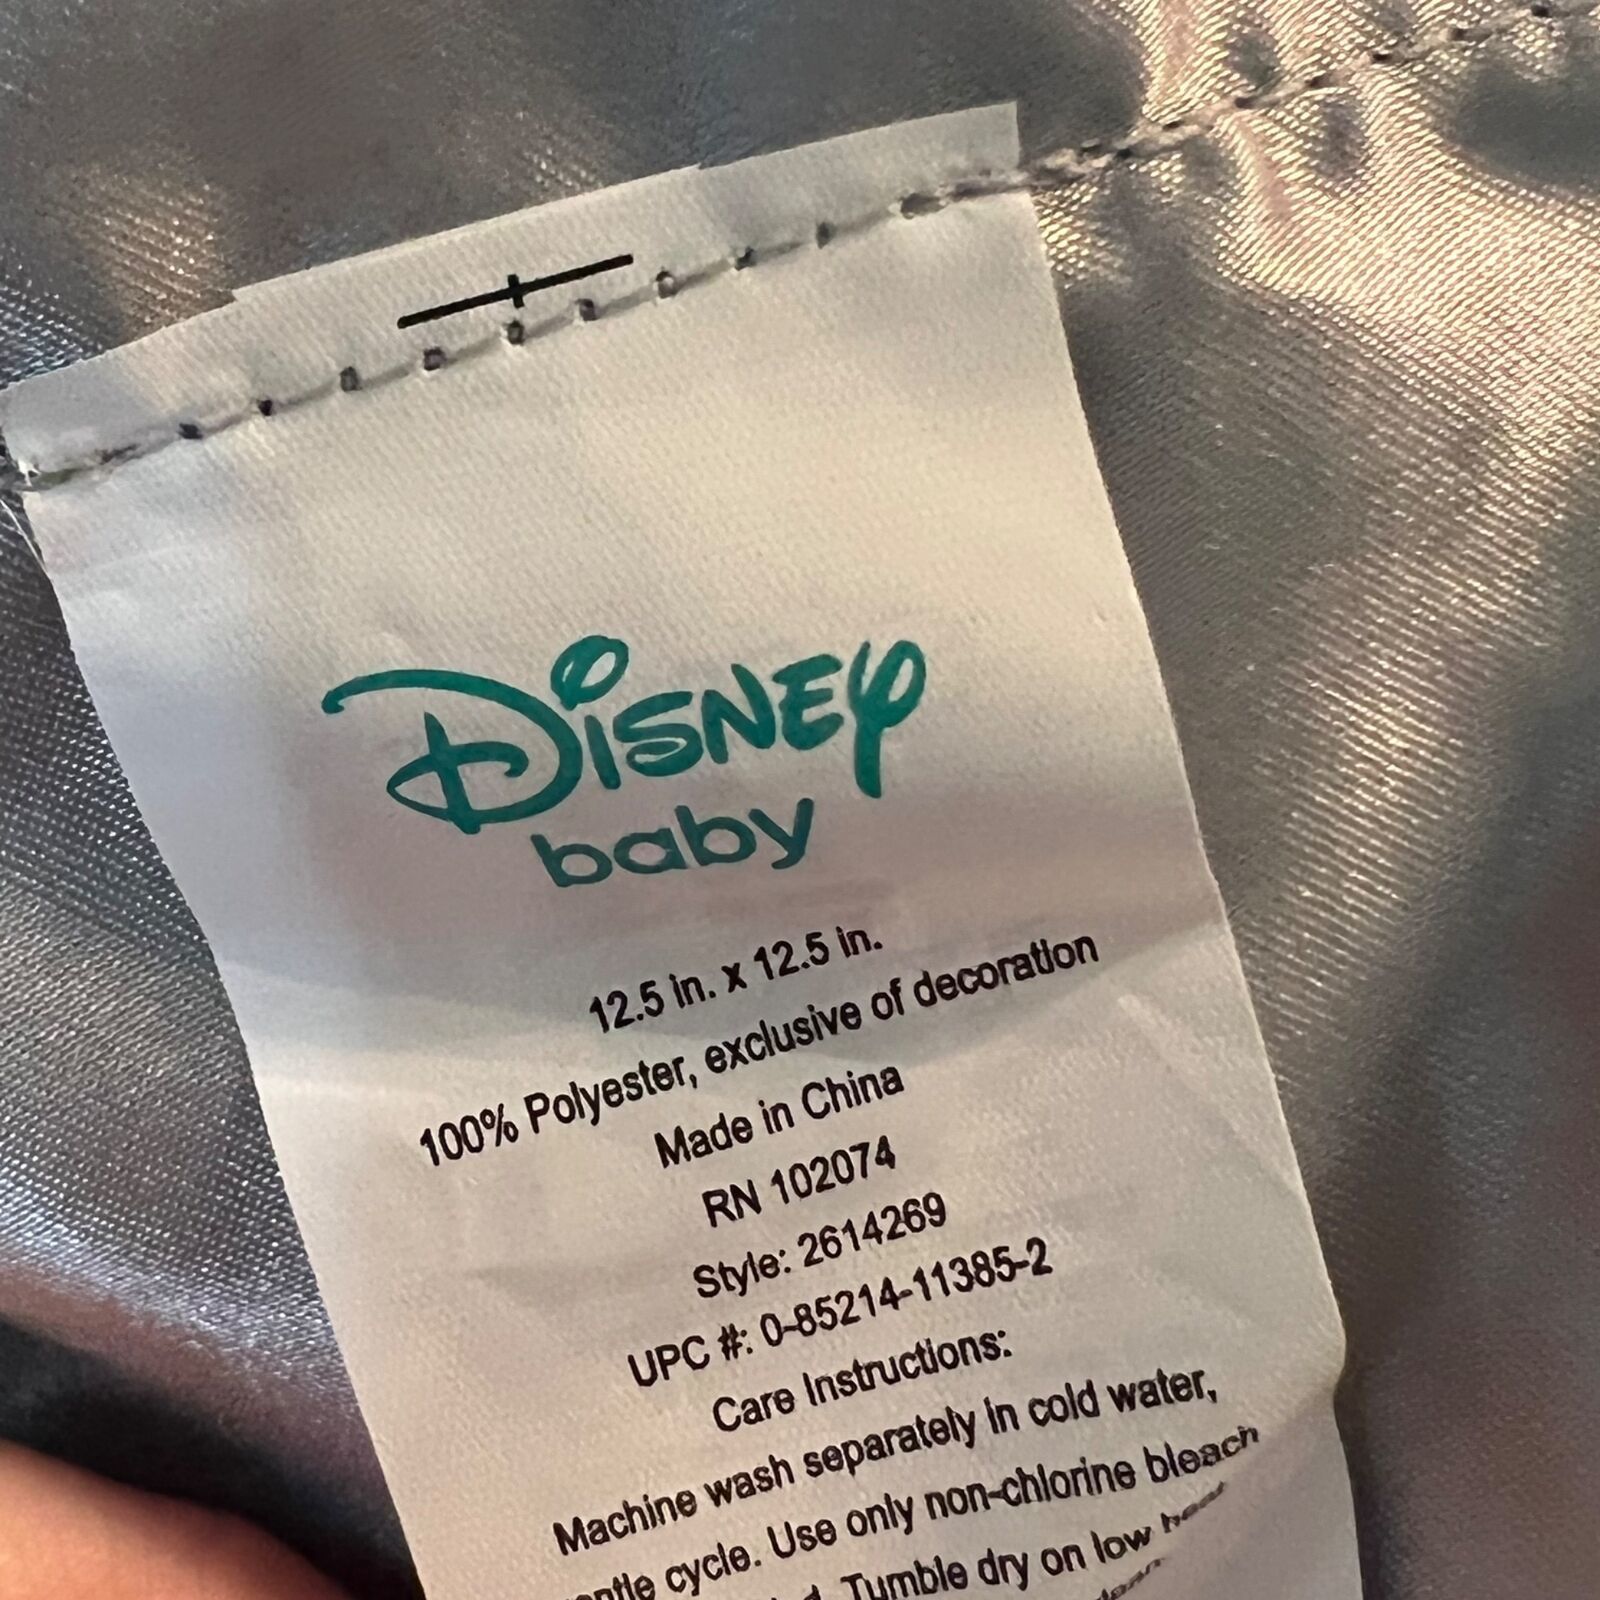 Disney
baby
12.5 in. x 12.5 in.
100% Polyester, exclusive of decoration
Made in China
RN 102074
Style: 2614269
UPC #: 0-85214-11385-2
Care Instructions:
Machine wash separately in cold water,
cycle. Use only non-chlorine bleach
Tumble dry on low heat